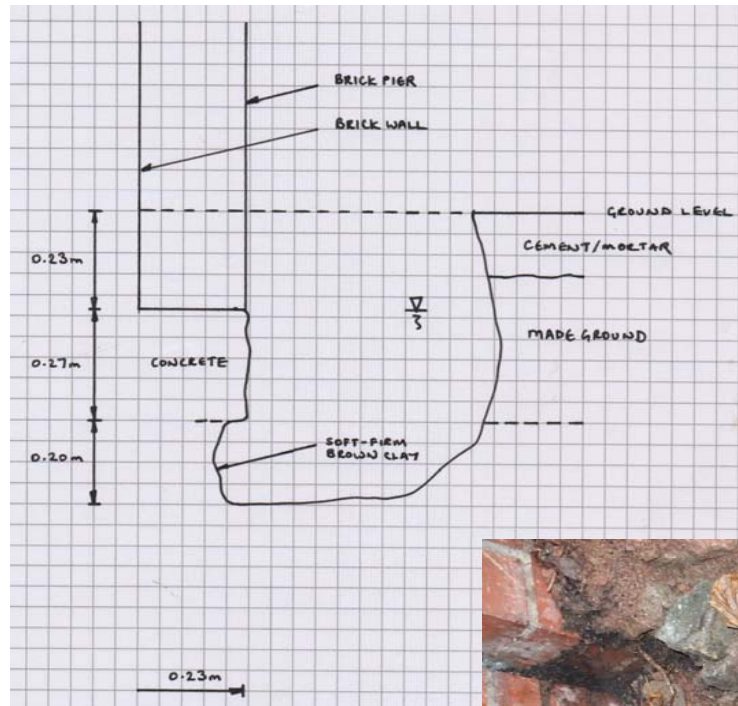 BRICK PIER
BRICK WALL
GROUND LEVEL
0.23m
CEMENT/MORTAR
3
MADE GROUND
0.27m
CONCRETE
0.20m
SOFT-FIRM
BROWN CLAY
0.23m